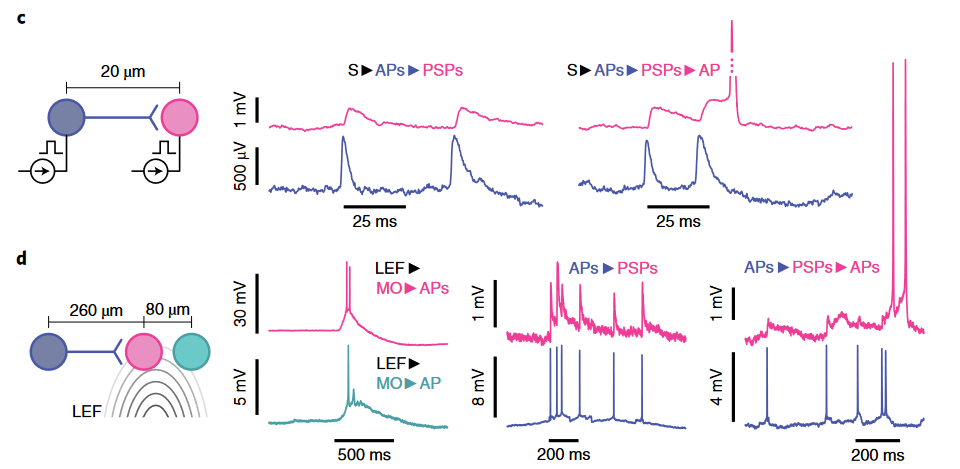 c
20 μm
S►APs►PSPs
1 mV
500 μV
25 ms
S►APs►PSPs►AP
25 ms
d
260 μm
80 μm
LEF
LEF►
MO►APs
30 mV
LEF►
MO►AP
5 mV
500 ms
APs►PSPs
1 mV
8 mV
200 ms
APs►PSPs►APs
1 mV
4 mV
200 ms